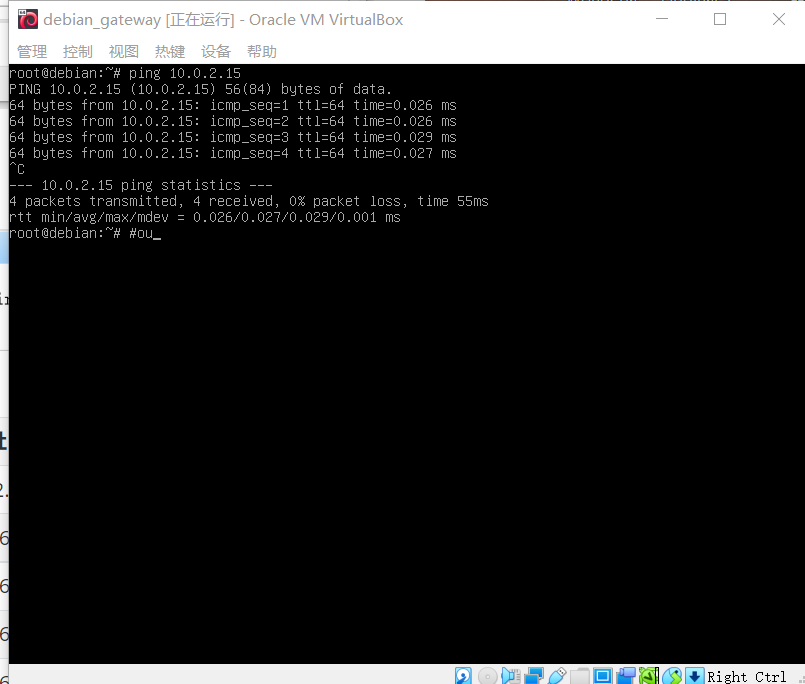 debian_gateway [正在运行] - Oracle VM VirtualBox
管理 控制 视图 热键 设备 帮助
root@debian:~# ping 10.0.2.15
PING 10.0.2.15 (10.0.2.15) 56(84) bytes of data.
64 bytes from 10.0.2.15: icmp_seq=1 ttl=64 time=0.026 ms
64 bytes from 10.0.2.15: icmp_seq=2 ttl=64 time=0.026 ms
64 bytes from 10.0.2.15: icmp_seq=3 ttl=64 time=0.029 ms
64 bytes from 10.0.2.15: icmp_seq=4 ttl=64 time=0.027 ms
^C
--- 10.0.2.15 ping statistics ---
4 packets transmitted, 4 received, 0% packet loss, time 55ms
rtt min/avg/max/mdev = 0.026/0.027/0.029/0.001 ms
root@debian:~# #ou_
Right Ctrl